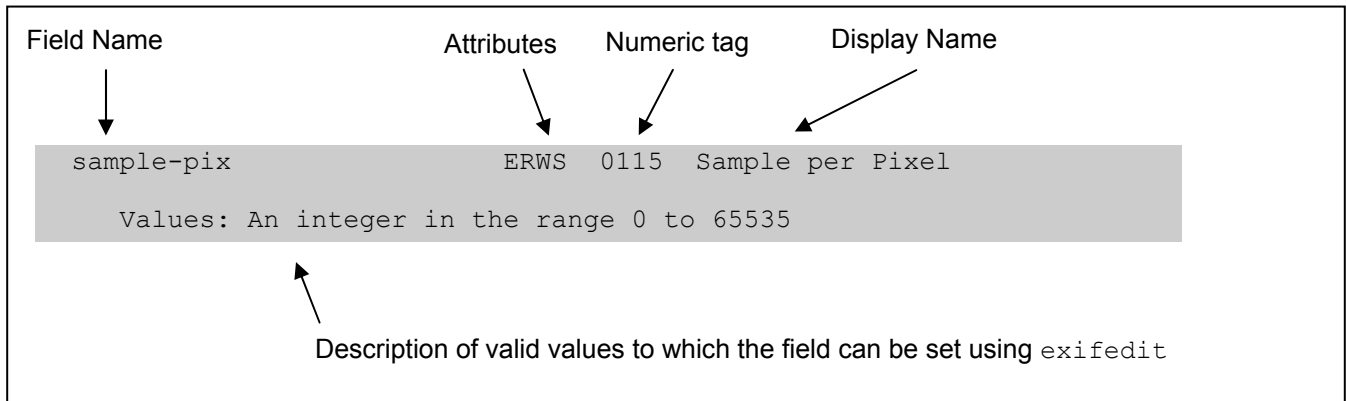 Field Name Attributes Numeric tag Display Name
sample-pix ERWS 0115 Sample per Pixel
Values: An integer in the range 0 to 65535
Description of valid values to which the field can be set using exifedit